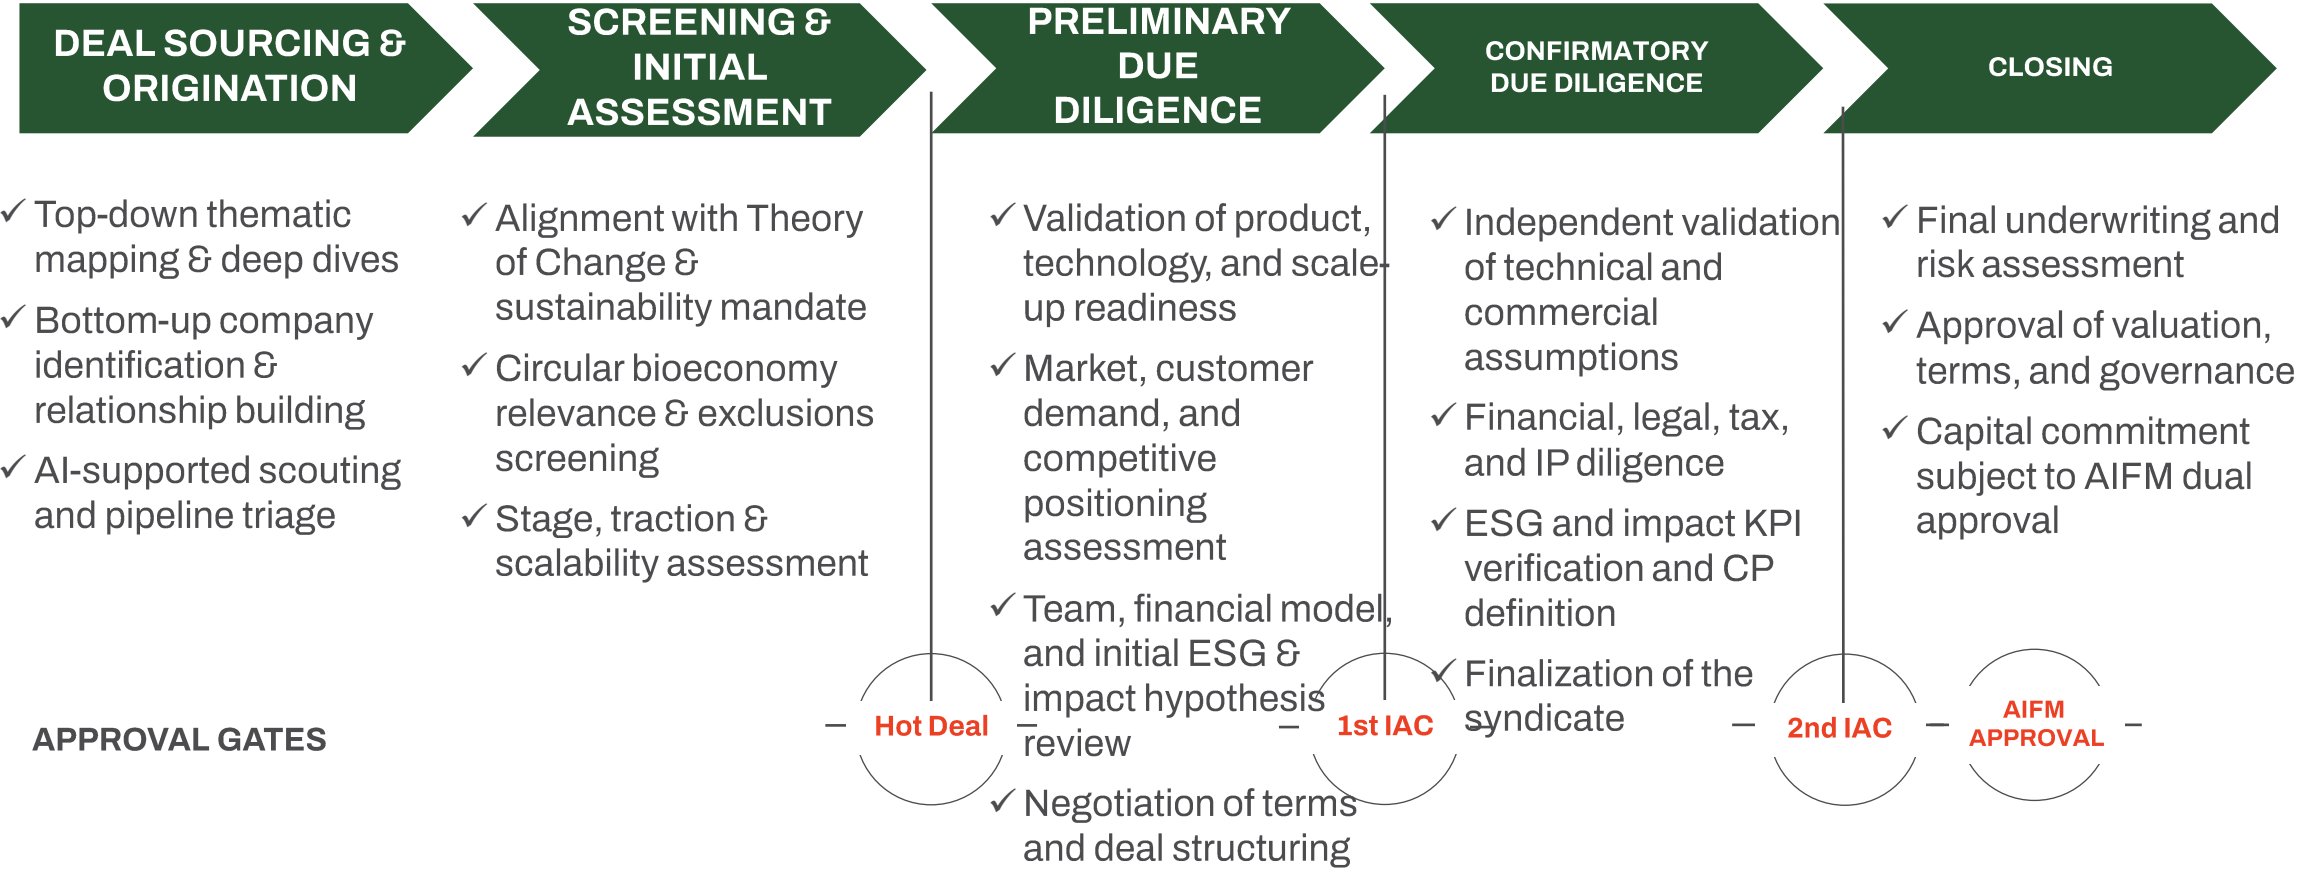 DEAL SOURCING &
ORIGINATION
SCREENING &
INITIAL
ASSESSMENT
PRELIMINARY
DUE
DILIGENCE
CONFIRMATORY
DUE DILIGENCE
CLOSING
✓ Top-down thematic
mapping & deep dives
✓ Bottom-up company
identification &
relationship building
✓ AI-supported scouting
and pipeline triage
✓ Alignment with Theory
of Change &
sustainability mandate
✓ Circular bioeconomy
relevance & exclusions
screening
✓ Stage, traction &
scalability assessment
✓ Validation of product,
technology, and scale-
up readiness
✓ Market, customer
demand, and
competitive
positioning
assessment
✓ Team, financial model,
and initial ESG &
impact hypothesis
review
✓ Negotiation of terms
and deal structuring
✓ Independent validation
of technical and
commercial
assumptions
✓ Financial, legal, tax,
and IP diligence
✓ ESG and impact KPI
verification and CP
definition
✓ Finalization of the
syndicate
✓ Final underwriting and
risk assessment
✓ Approval of valuation,
terms, and governance
✓ Capital commitment
subject to AIFM dual
approval
APPROVAL GATES
Hot Deal
1st IAC
2nd IAC
AIFM
APPROVAL